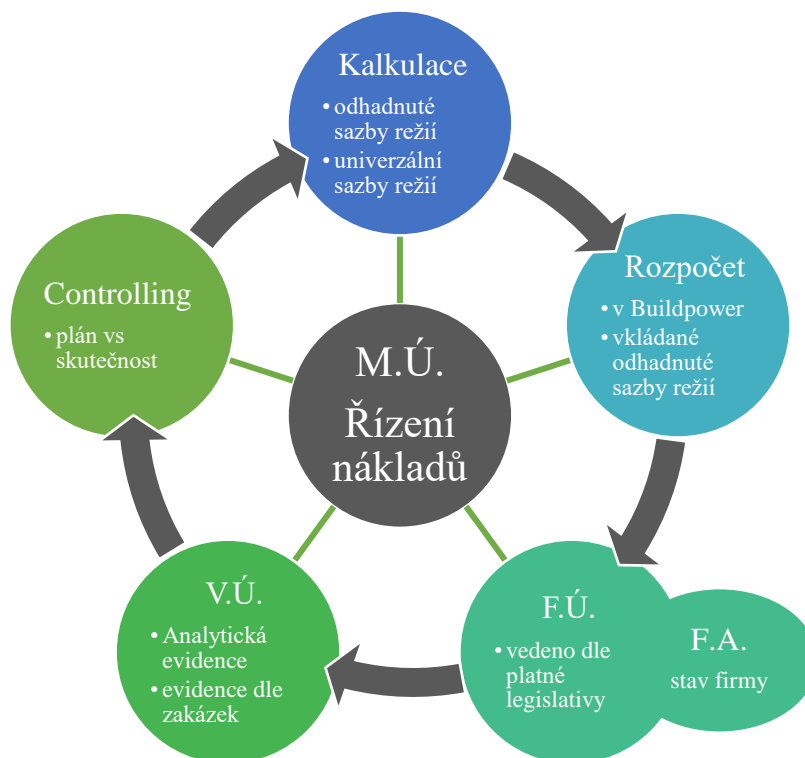 Kalkulace
• odhadnuté
sazby režií
• univerzální
sazby režií
Rozpočet
• v Buildpower
• vkládané
odhadnuté
sazby režií
Controlling
• plán vs
skutečnost
M.Ú.
Řízení
nákladů
V.Ú.
• Analytická
evidence
• evidence dle
zakázek
F.Ú.
• vedeno dle
platné
legislativy
F.A.
stav firmy